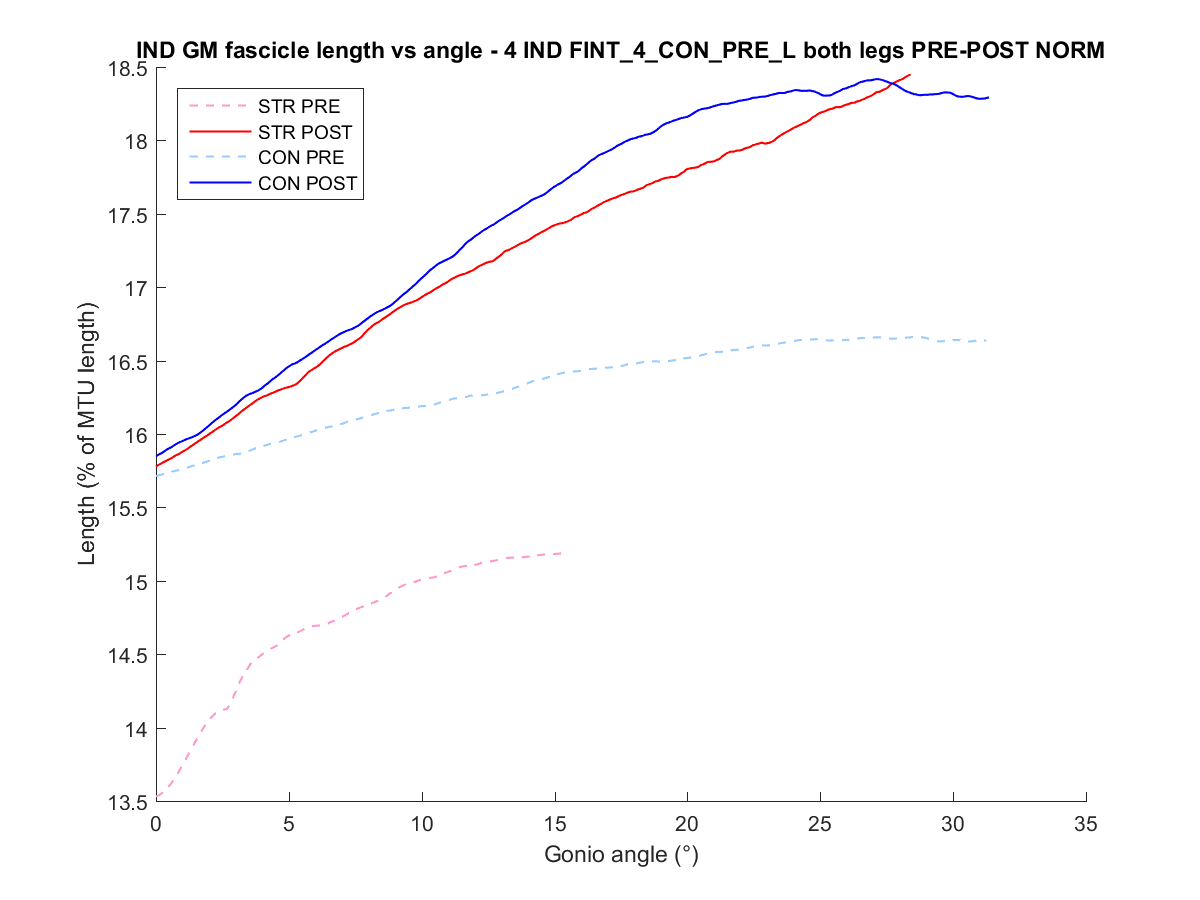 IND GM fascicle length vs angle - 4 IND FINT_4_CON_PRE_L both legs PRE-POST NORM
18.5
18
17.5
17
16.5
16
15.5
15
14.5
14
13.5
Length (% of MTU length)
STR PRE
STR POST
CON PRE
CON POST
0 5 10 15 20 25 30 35
Gonio angle (°)